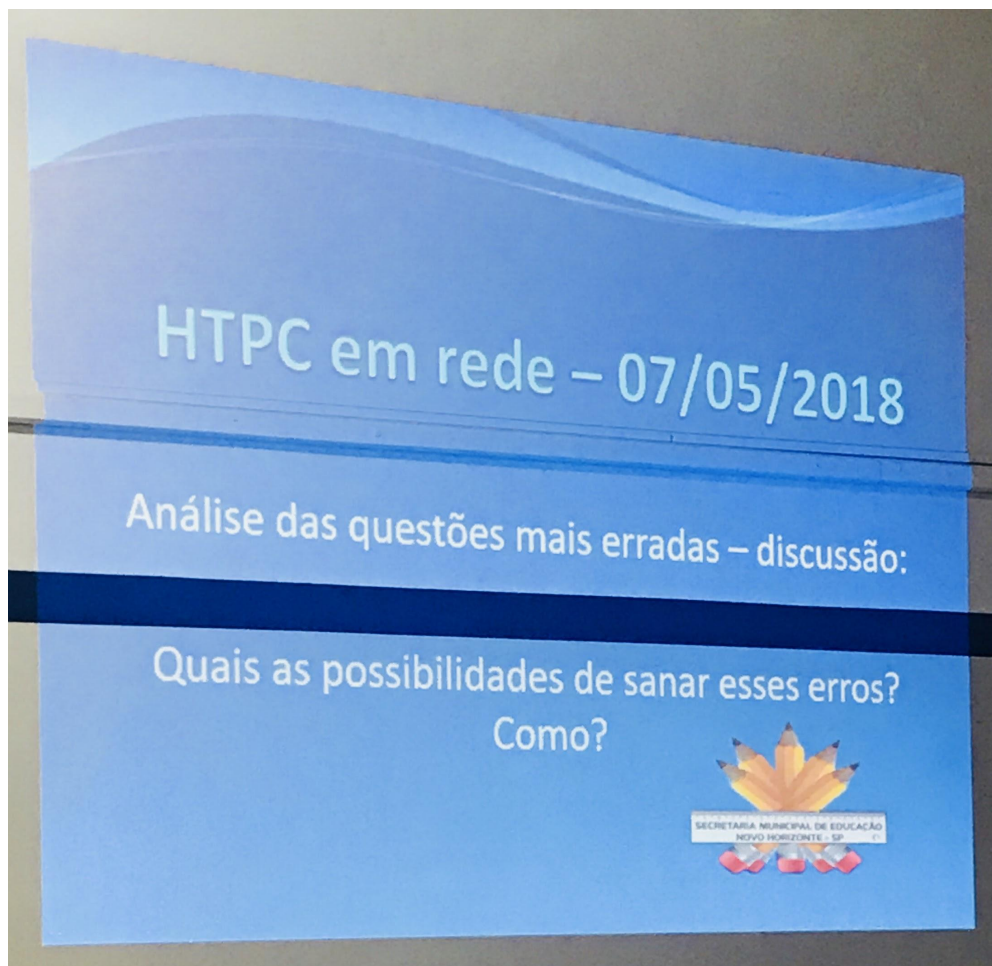 HTPC em rede – 07/05/2018
Análise das questões mais erradas – discussão:
Quais as possibilidades de sanar esses erros?
Como?
SECRETARIA MUNICIPAL DE EDUCAÇÃO
NOVO HORIZONTE - SP